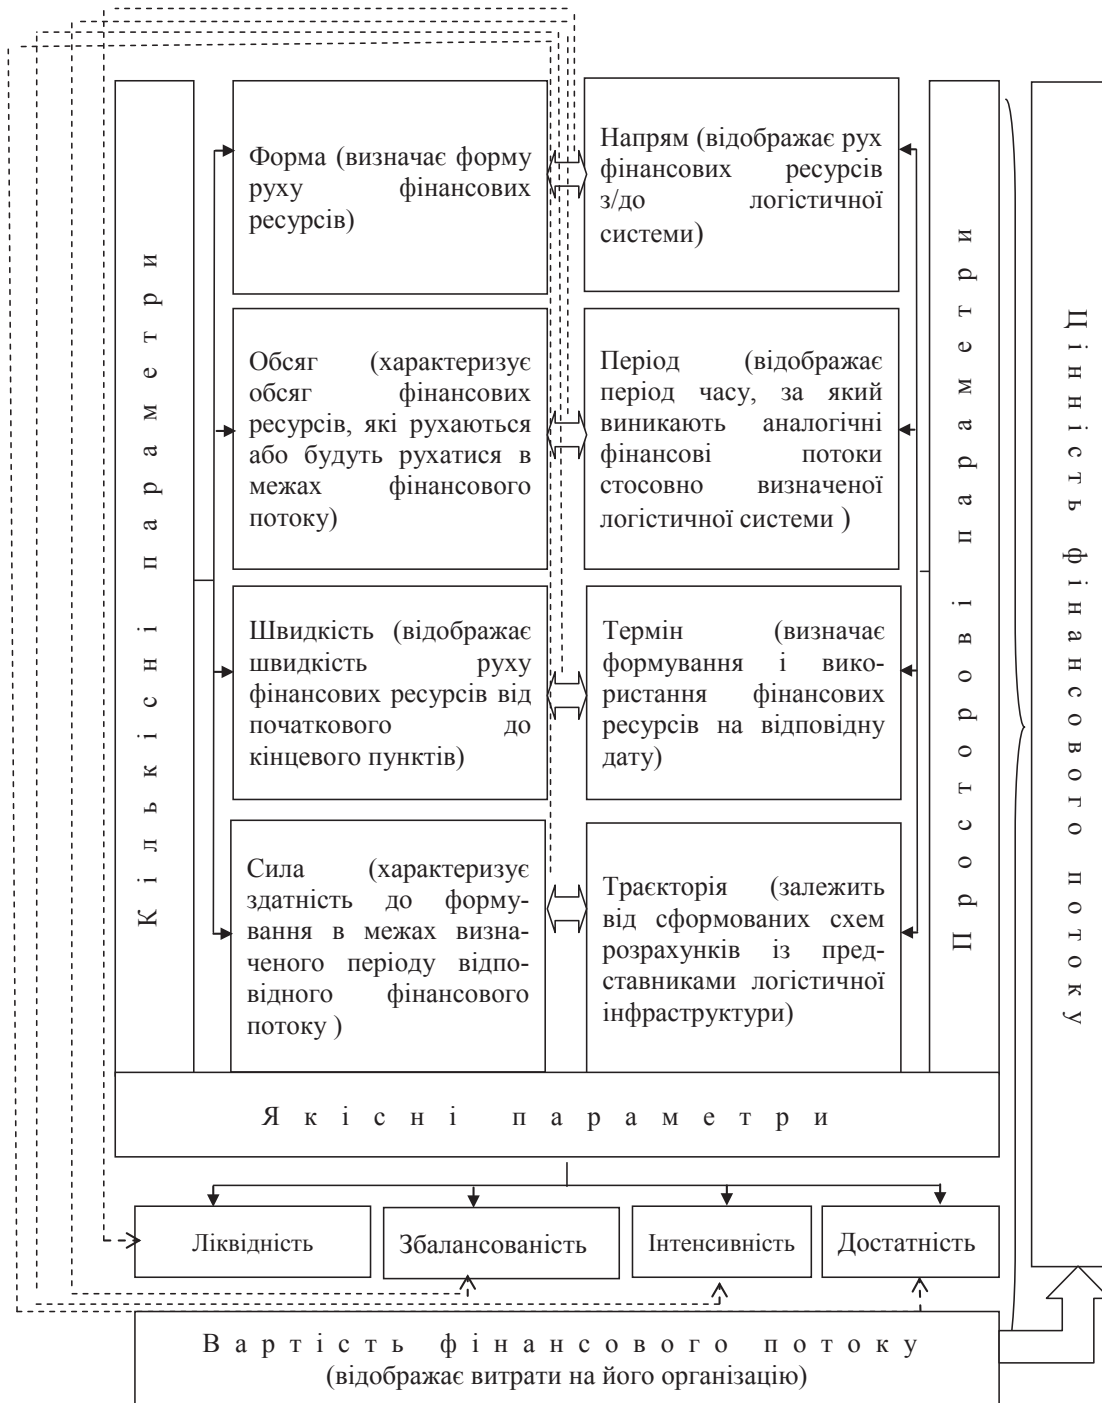 Кількісні параметри
Форма (визначає форму
руху фінансових
ресурсів)
Напрям (відображає рух
фінансових ресурсів
з/до логістичної
системи)
Обсяг (характеризує
обсяг фінансових
ресурсів, які рухаються
або будуть рухатися в
межах фінансового
потоку)
Період (відображає
період часу, за який
виникають аналогічні
фінансові потоки
стосовно визначеної
логістичної системи )
Швидкість (відображає
швидкість руху
фінансових ресурсів від
початкового до
кінцевого пунктів)
Термін (визначає
формування і вико-
ристання фінансових
ресурсів на відповідну
дату)
Сила (характеризує
здатність до форму-
вання в межах визна-
ченого періоду відпо-
відного фінансового
потоку )
Траєкторія (залежить
від сформованих схем
розрахунків із пред-
ставниками логістичної
інфраструктури)
Просторові параметри
Цінність фінансового потоку
Якісні параметри
Ліквідність
Збалансованість
Інтенсивність
Достатність
Вартість фінансового потоку
(відображає витрати на його організацію)